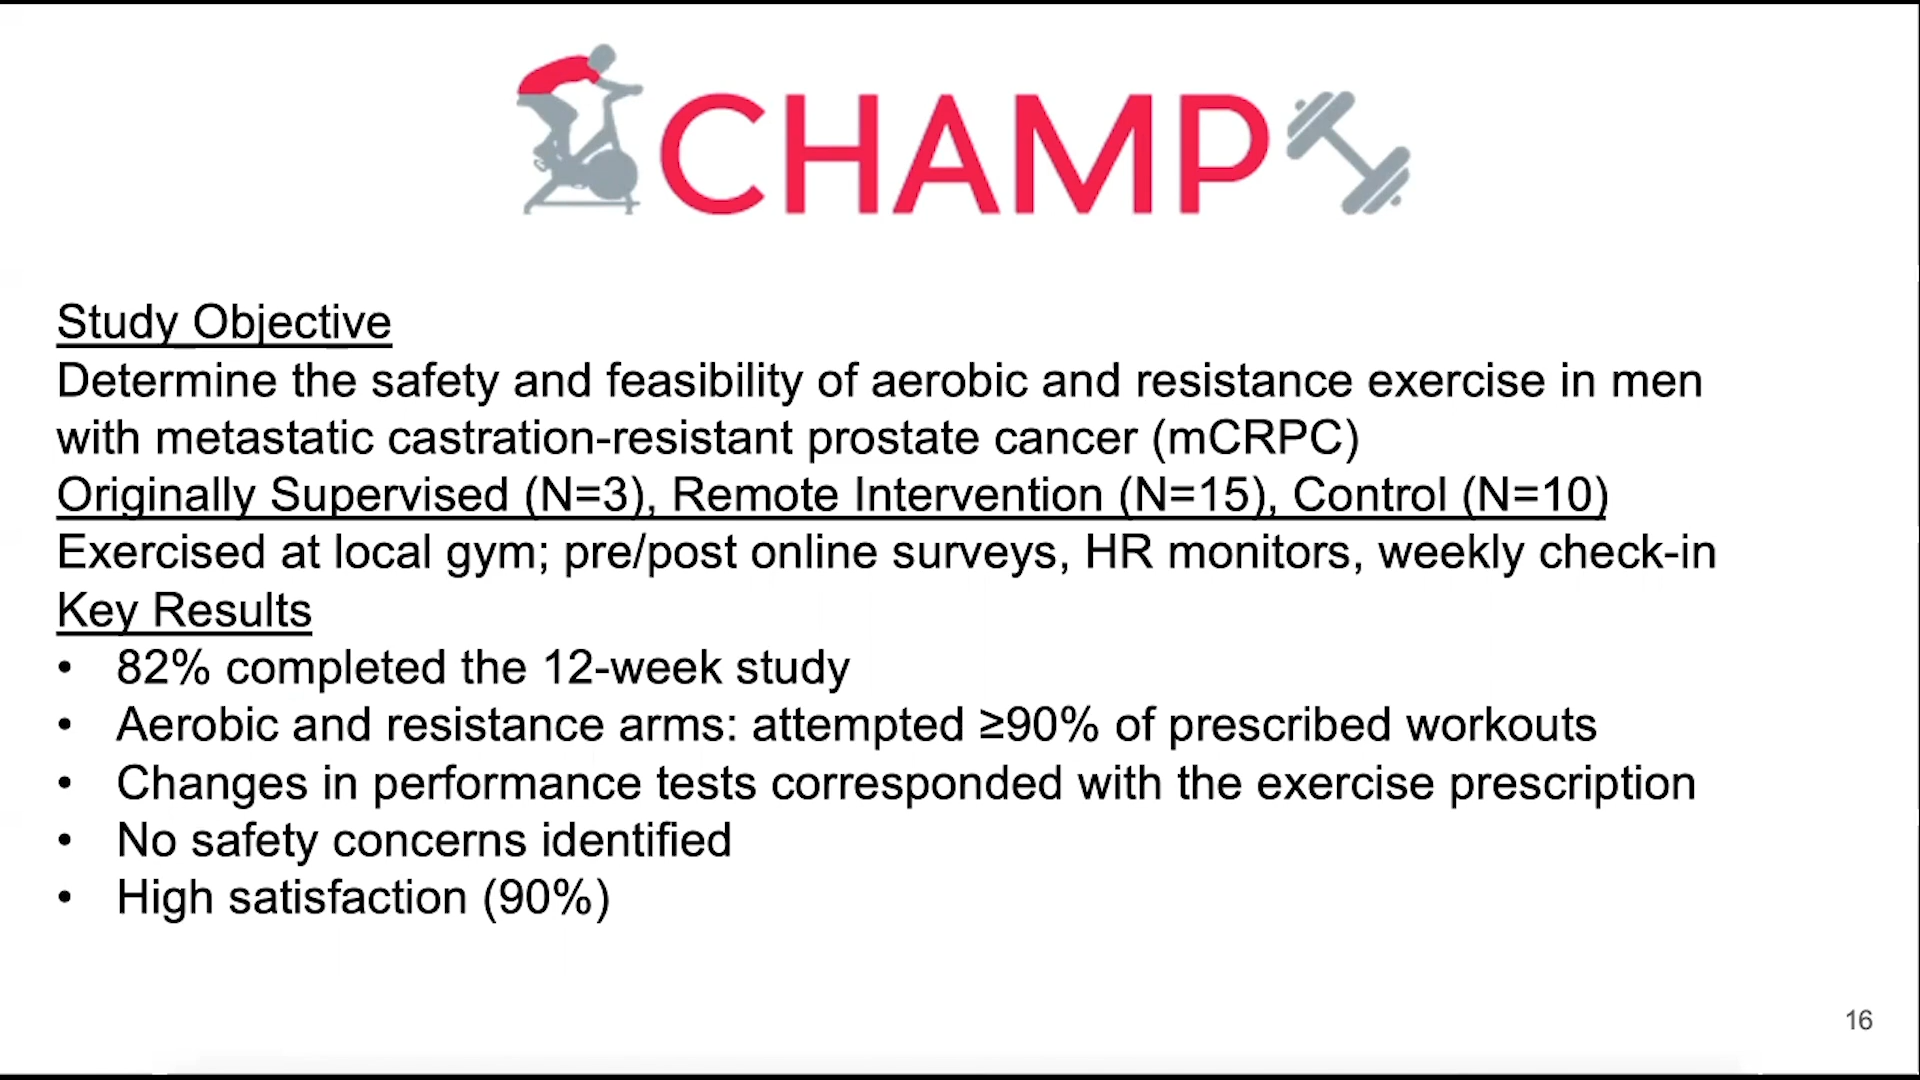 CHAMP
Study Objective
Determine the safety and feasibility of aerobic and resistance exercise in men
with metastatic castration-resistant prostate cancer (mCRPC)
Originally Supervised (N=3), Remote Intervention (N=15), Control (N=10)
Exercised at local gym; pre/post online surveys, HR monitors, weekly check-in
Key Results
• 82% completed the 12-week study
• Aerobic and resistance arms: attempted ≥90% of prescribed workouts
• Changes in performance tests corresponded with the exercise prescription
• No safety concerns identified
• High satisfaction (90%)
16